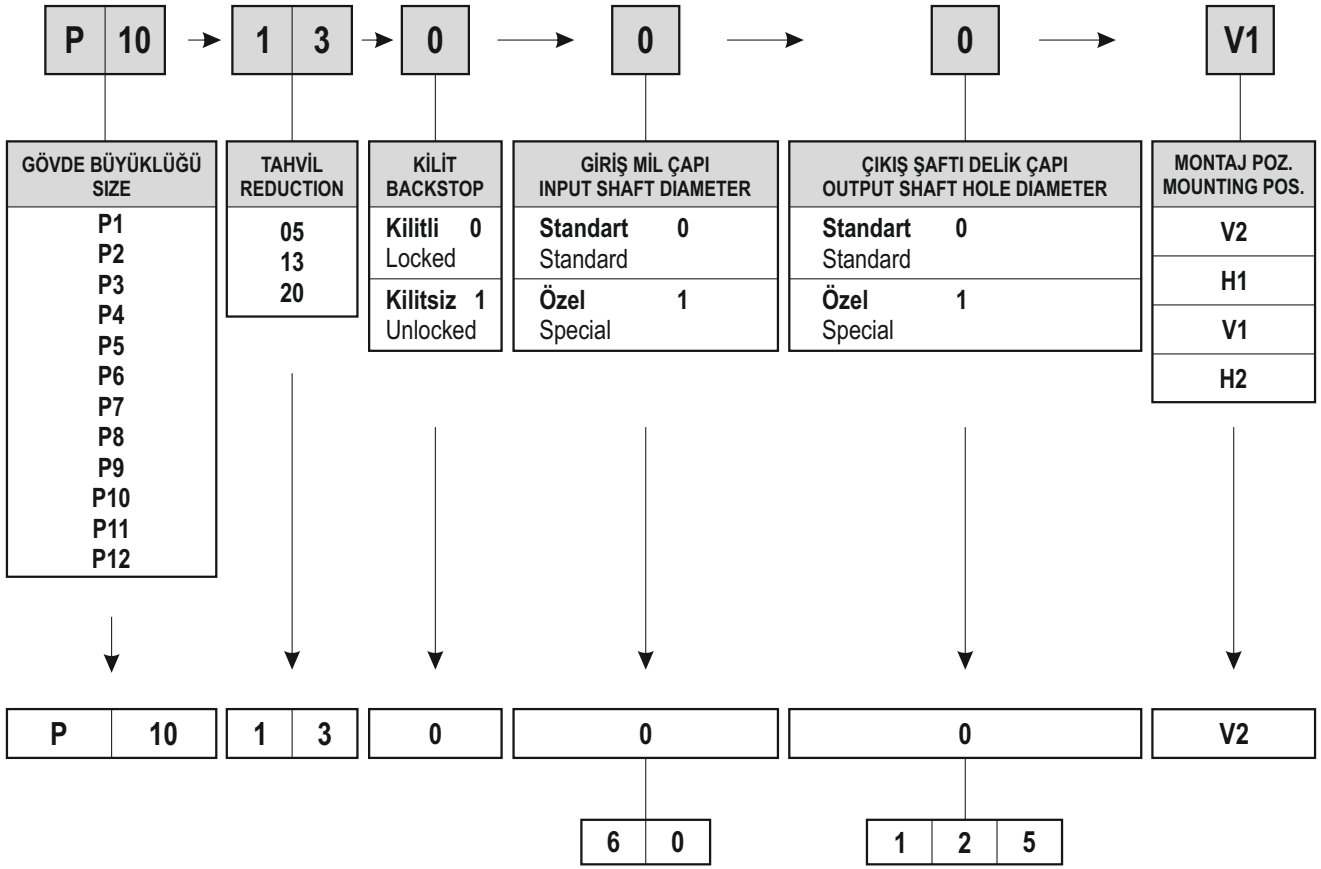 P 10 1 3 0 0 0 V1
GÖVDE BÜYÜKLÜĞÜ
SIZE
P1
P2
P3
P4
P5
P6
P7
P8
P9
P10
P11
P12
TAHVİL
REDUCTION
05
13
20
KİLİT
BACKSTOP
Kilitli 0
Locked
Kilitsiz 1
Unlocked
GİRİŞ MİL ÇAPI
INPUT SHAFT DIAMETER
Standart 0
Standard
Özel 1
Special
ÇIKIŞ ŞAFTI DELİK ÇAPI
OUTPUT SHAFT HOLE DIAMETER
Standart 0
Standard
Özel 1
Special
MONTAJ POZ.
MOUNTING POS.
V2
H1
V1
H2
P 10 1 3 0 0 0 V2
6 0 1 2 5